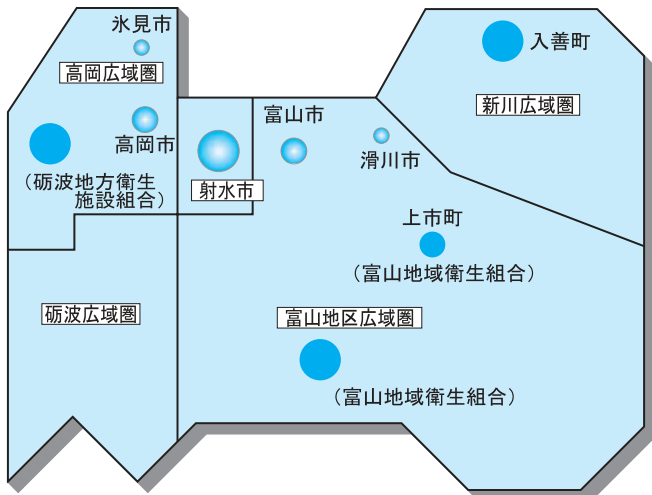 氷見市
高岡広域圏
高岡市
（砺波地方衛生
施設組合）
射水市
富山市
滑川市
入善町
新川広域圏
上市町
（富山地域衛生組合）
砺波広域圏
富山地区広域圏
（富山地域衛生組合）